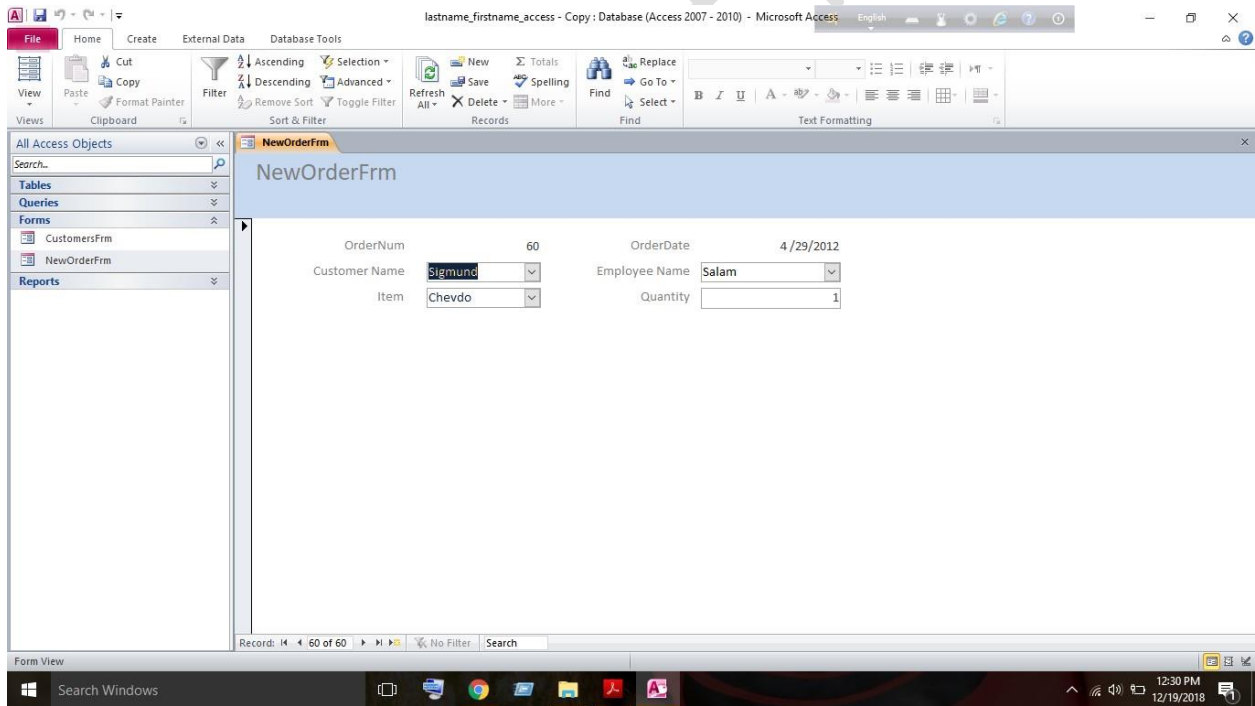 lastname_firstname_access - Copy : Database (Access 2007 - 2010) - Microsoft Access
English
File Home Create External Data Database Tools
View
Views
Paste
Cut
Copy
Format Painter
Clipboard
Filter
Ascending
Descending
Remove Sort
Selection
Advanced
Toggle Filter
Sort & Filter
Refresh All
New
Save
Delete
Totals
Spelling
More
Records
Find
Replace
Go To
Select
Find
B I U A
Text Formatting
All Access Objects
Search...
Tables
Queries
Forms
CustomersFrm
NewOrderFrm
Reports
NewOrderFrm
NewOrderFrm
OrderNum 60 OrderDate 4 /29/2012
Customer Name Sigmund Employee Name Salam
Item Chevdo Quantity 1
Record: 60 of 60 No Filter Search
Form View
Search Windows
12:30 PM
12/19/2018